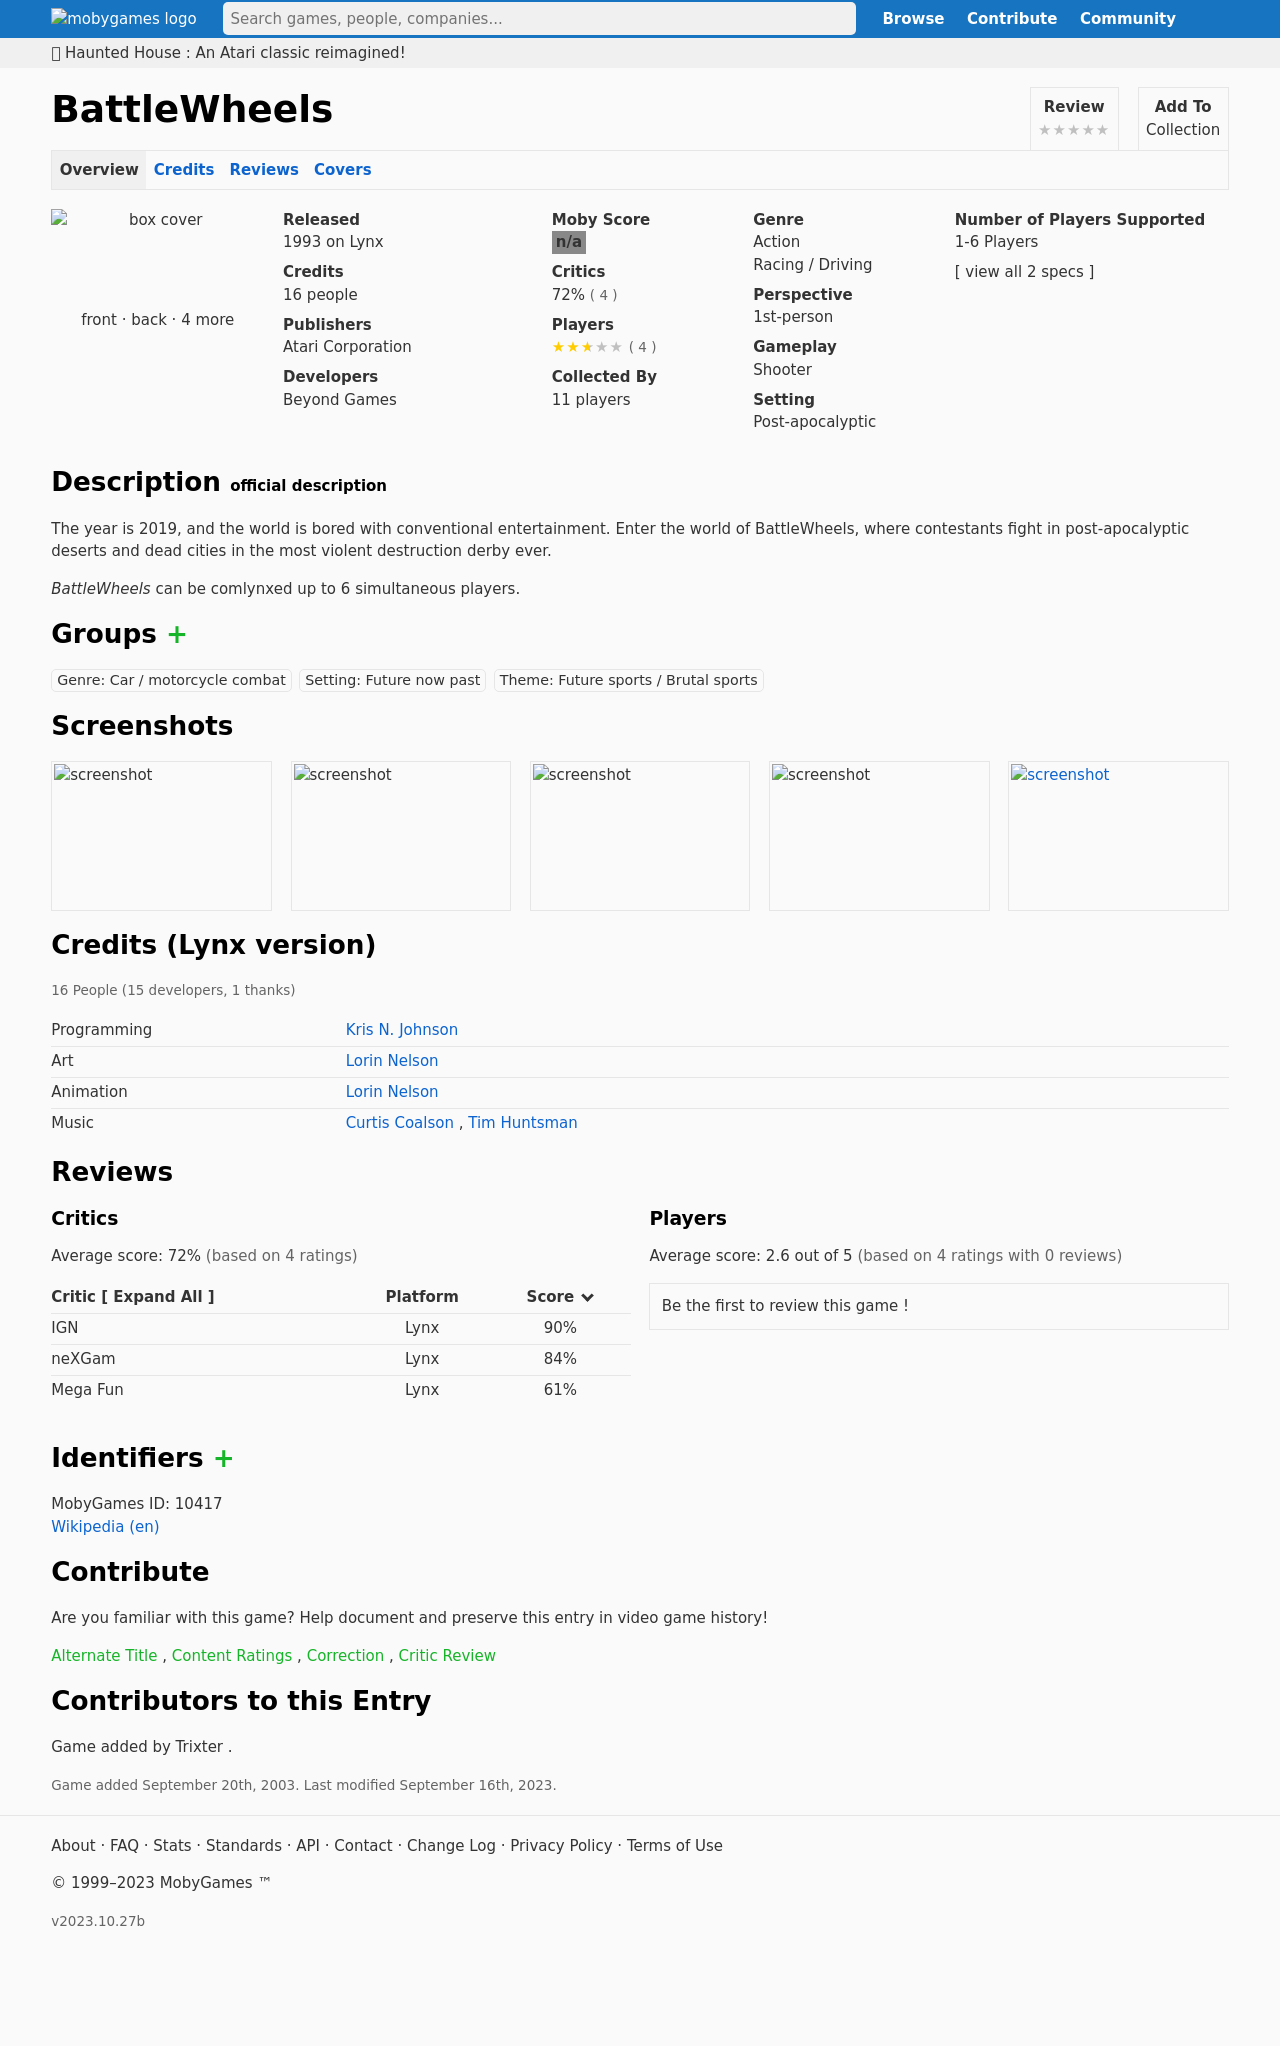 mobygames logo
Search games, people, companies...
Browse Contribute Community
Haunted House : An Atari classic reimagined!
BattleWheels
Review
★★★★★
Add To
Collection
Overview Credits Reviews Covers
box cover
front · back · 4 more
Released
1993 on Lynx
Credits
16 people
Publishers
Atari Corporation
Developers
Beyond Games
Moby Score
n/a
Critics
72% ( 4 )
Players
★★★★★ ( 4 )
Collected By
11 players
Genre
Action
Racing / Driving
Perspective
1st-person
Gameplay
Shooter
Setting
Post-apocalyptic
Number of Players Supported
1-6 Players
[ view all 2 specs ]
Description official description
The year is 2019, and the world is bored with conventional entertainment. Enter the world of BattleWheels, where contestants fight in post-apocalyptic
deserts and dead cities in the most violent destruction derby ever.
BattleWheels can be comlynxed up to 6 simultaneous players.
Groups +
Genre: Car / motorcycle combat Setting: Future now past Theme: Future sports / Brutal sports
Screenshots
screenshot screenshot screenshot screenshot screenshot
Credits (Lynx version)
16 People (15 developers, 1 thanks)
Programming Kris N. Johnson
Art Lorin Nelson
Animation Lorin Nelson
Music Curtis Coalson , Tim Huntsman
Reviews
Critics
Average score: 72% (based on 4 ratings)
Critic [ Expand All ] Platform Score
IGN Lynx 90%
neXGam Lynx 84%
Mega Fun Lynx 61%
Players
Average score: 2.6 out of 5 (based on 4 ratings with 0 reviews)
Be the first to review this game !
Identifiers +
MobyGames ID: 10417
Wikipedia (en)
Contribute
Are you familiar with this game? Help document and preserve this entry in video game history!
Alternate Title , Content Ratings , Correction , Critic Review
Contributors to this Entry
Game added by Trixter .
Game added September 20th, 2003. Last modified September 16th, 2023.
About · FAQ · Stats · Standards · API · Contact · Change Log · Privacy Policy · Terms of Use
© 1999–2023 MobyGames ™
v2023.10.27b